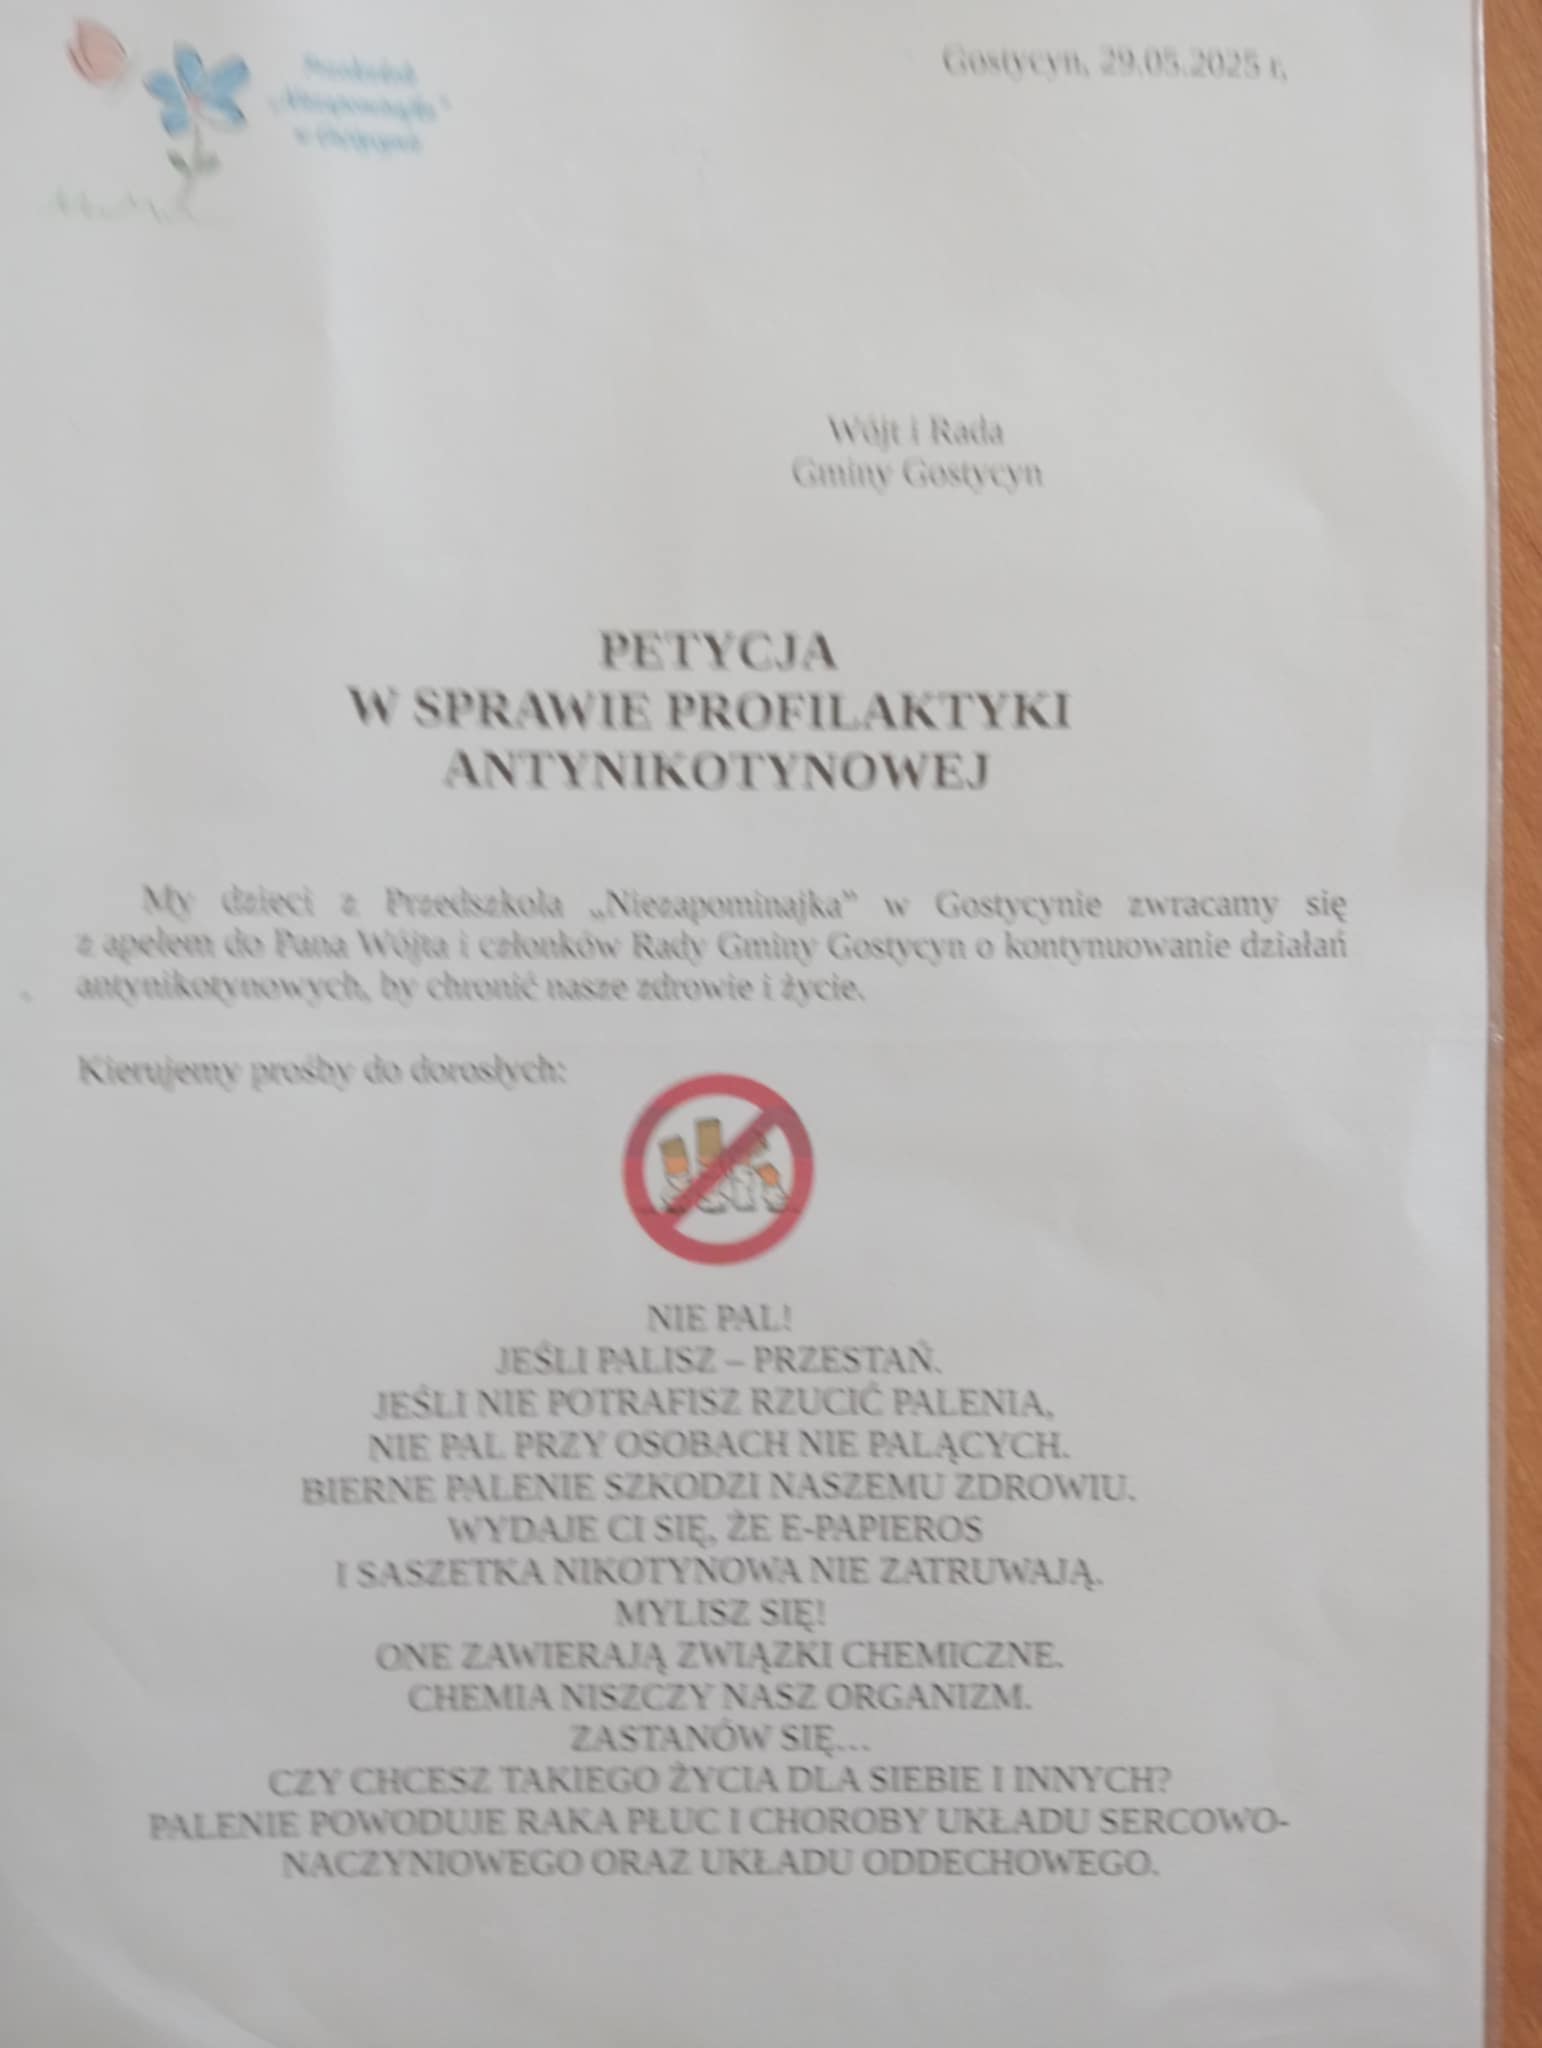 Gostycyn, 29.05.2025 r.
Wójt i Rada
Gminy Gostycyn
PETYCJA
W SPRAWIE PROFILAKTYKI
ANTYNIKOTYNOWEJ
My dzieci z Przedszkola „Niezapominajka” w Gostycynie zwracamy się
z apelem do Pana Wójta i członków Rady Gminy Gostycyn o kontynuowanie działań
antynikotynowych, by chronić nasze zdrowie i życie.
Kierujemy prośby do dorosłych:
NIE PAL!
JEŚLI PALISZ – PRZESTAŃ.
JEŚLI NIE POTRAFISZ RZUCIĆ PALENIA,
NIE PAL PRZY OSOBACH NIE PALĄCYCH.
BIERNE PALENIE SZKODZI NASZEMU ZDROWIU.
WYDAJE CI SIĘ, ŻE E-PAPIEROS
I SASZETKA NIKOTYNOWA NIE ZATRUWAJĄ.
MYLISZ SIĘ!
ONE ZAWIERAJĄ ZWIĄZKI CHEMICZNE.
CHEMIA NISZCZY NASZ ORGANIZM.
ZASTANÓW SIĘ...
CZY CHCESZ TAKIEGO ŻYCIA DLA SIEBIE I INNYCH?
PALENIE POWODUJE RAKA PŁUC I CHOROBY UKŁADU SERCOWO-
NACZYNIOWEGO ORAZ UKŁADU ODDECHOWEGO.